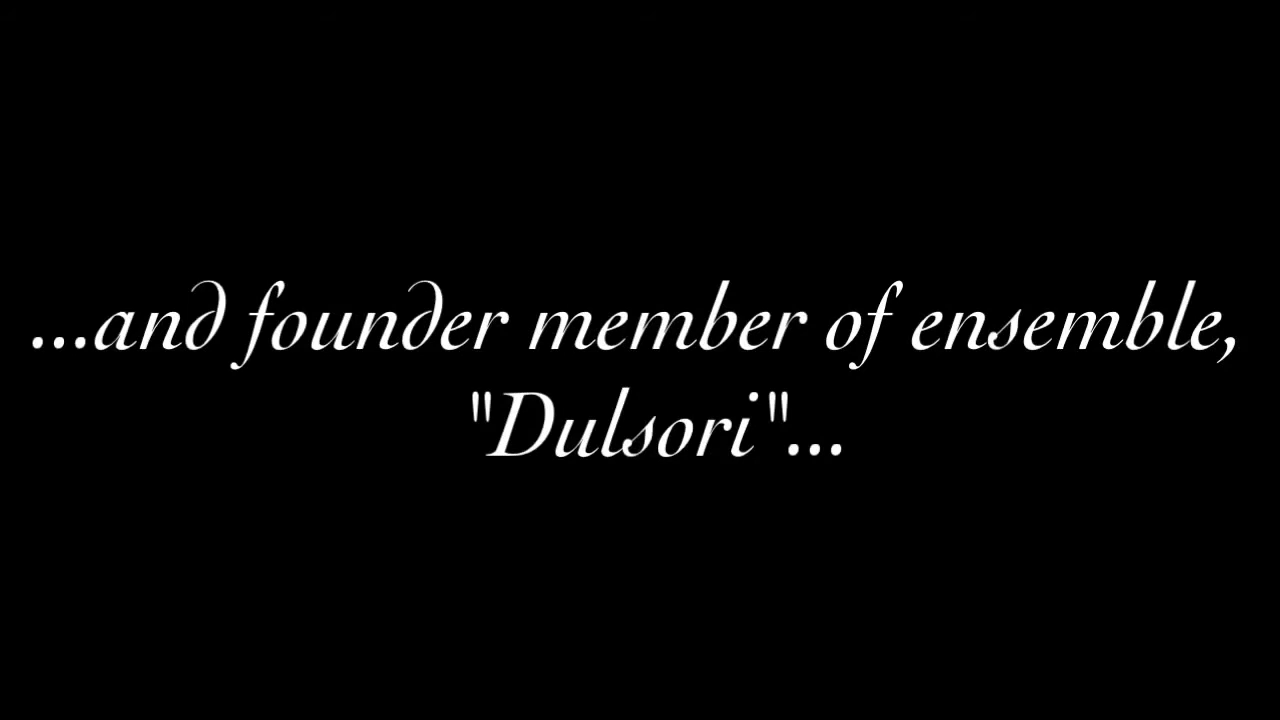 ...and founder member of ensemble,
"Dulsori"...